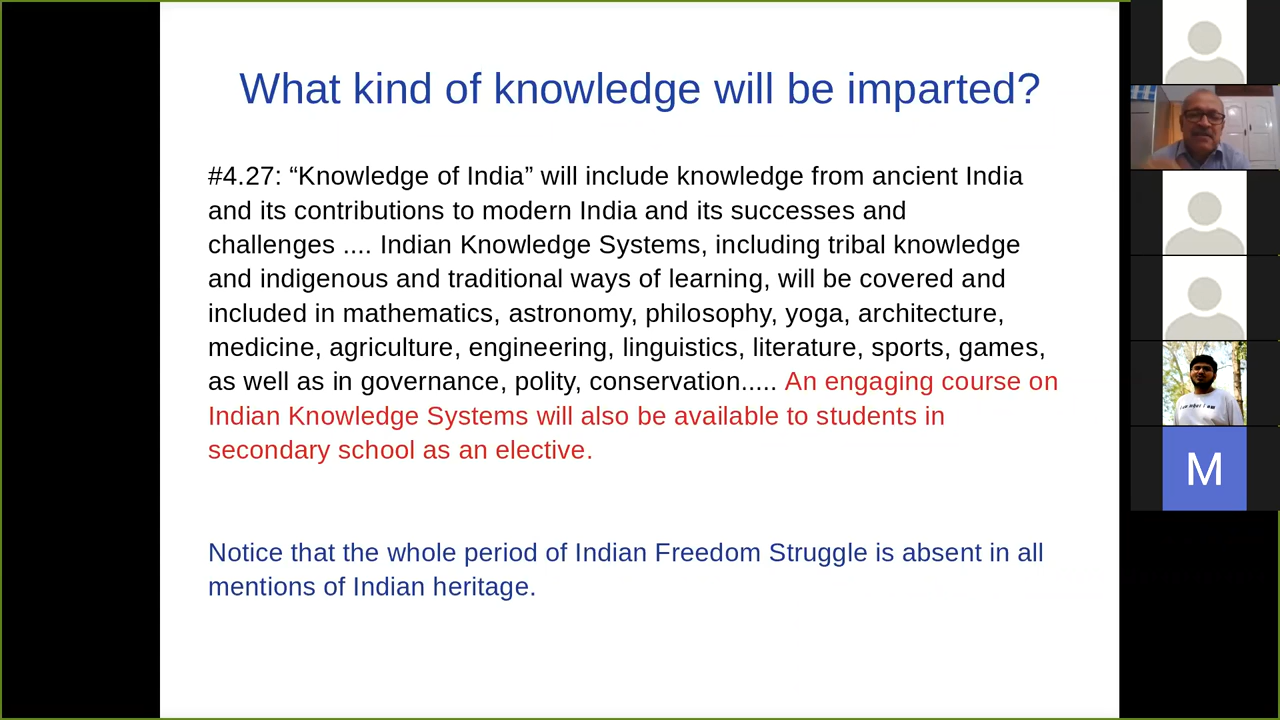 What kind of knowledge will be imparted?
#4.27: “Knowledge of India” will include knowledge from ancient India
and its contributions to modern India and its successes and
challenges .... Indian Knowledge Systems, including tribal knowledge
and indigenous and traditional ways of learning, will be covered and
included in mathematics, astronomy, philosophy, yoga, architecture,
medicine, agriculture, engineering, linguistics, literature, sports, games,
as well as in governance, polity, conservation..... An engaging course on
Indian Knowledge Systems will also be available to students in
secondary school as an elective.
Notice that the whole period of Indian Freedom Struggle is absent in all
mentions of Indian heritage.
M